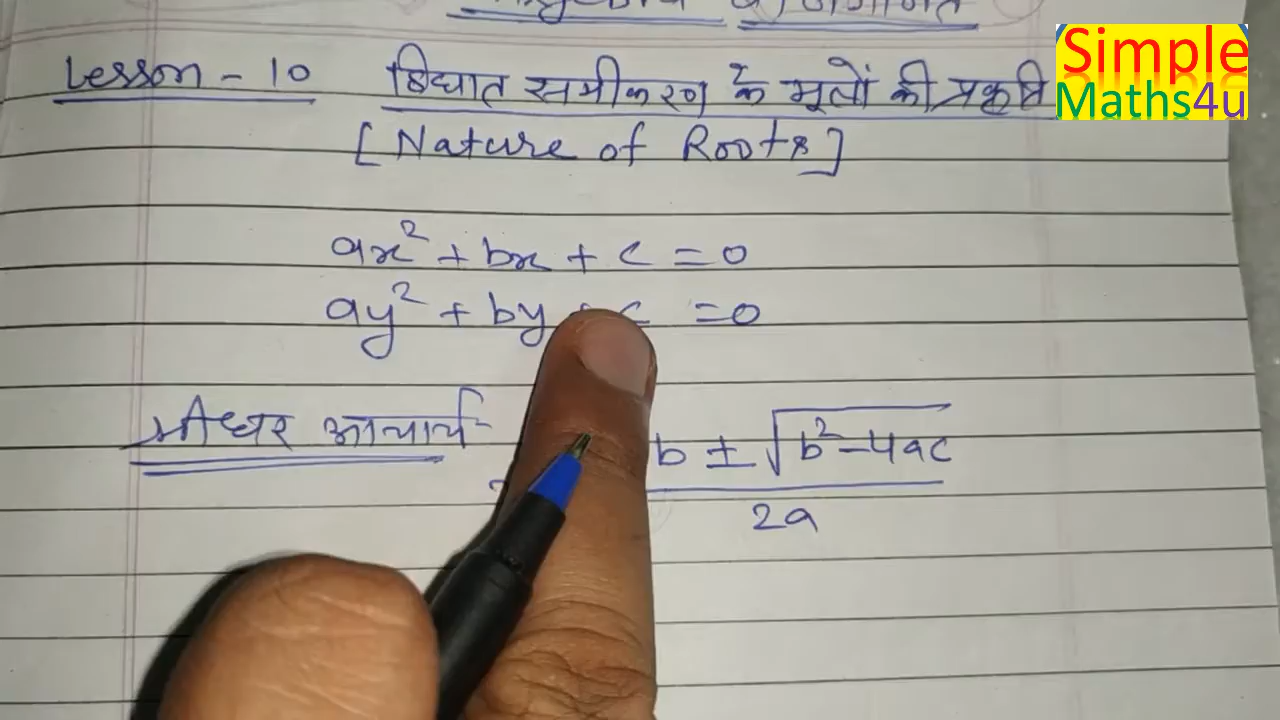 Simple
Maths4u
Lesson - 10 द्विघात समीकरण के मूलों की प्रकृति
[Nature of Roots]
ax² + bx + c = 0
ay² + by + c = 0
श्रीधर आचार्य
b ± √b² - 4ac
2a